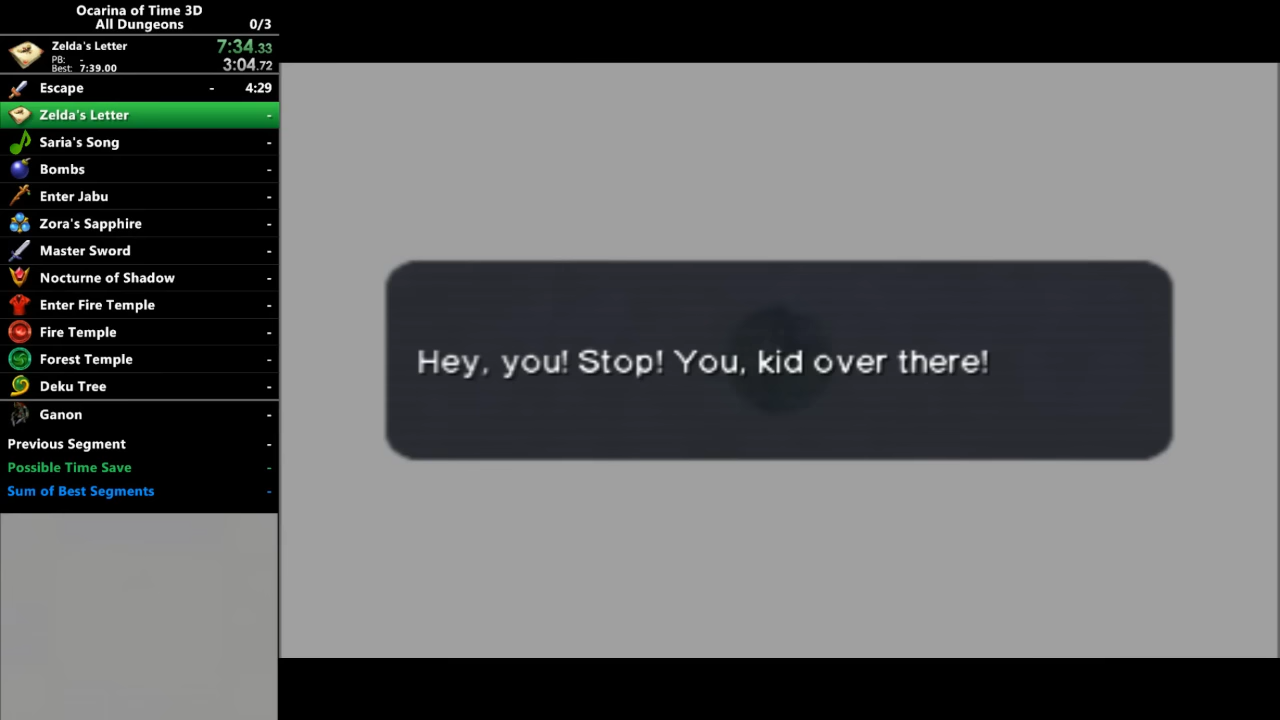 Ocarina of Time 3D
All Dungeons 0/3
Zelda's Letter 7:34.33
PB: - 3:04.72
Best: 7:39.00
Escape - 4:29
Zelda's Letter -
Saria's Song -
Bombs -
Enter Jabu -
Zora's Sapphire -
Master Sword -
Nocturne of Shadow -
Enter Fire Temple -
Fire Temple -
Forest Temple -
Deku Tree -
Ganon -
Previous Segment -
Possible Time Save -
Sum of Best Segments -
Hey, you! Stop! You, kid over there!